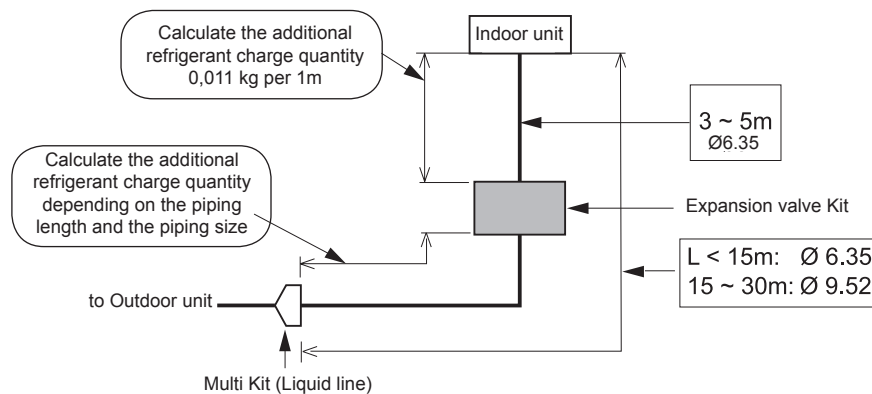 Calculate the additional
refrigerant charge quantity
0,011 kg per 1m
Indoor unit
3 ~ 5m
Ø6.35
Calculate the additional
refrigerant charge quantity
depending on the piping
length and the piping size
Expansion valve Kit
L < 15m: Ø 6.35
15 ~ 30m: Ø 9.52
to Outdoor unit
Multi Kit (Liquid line)